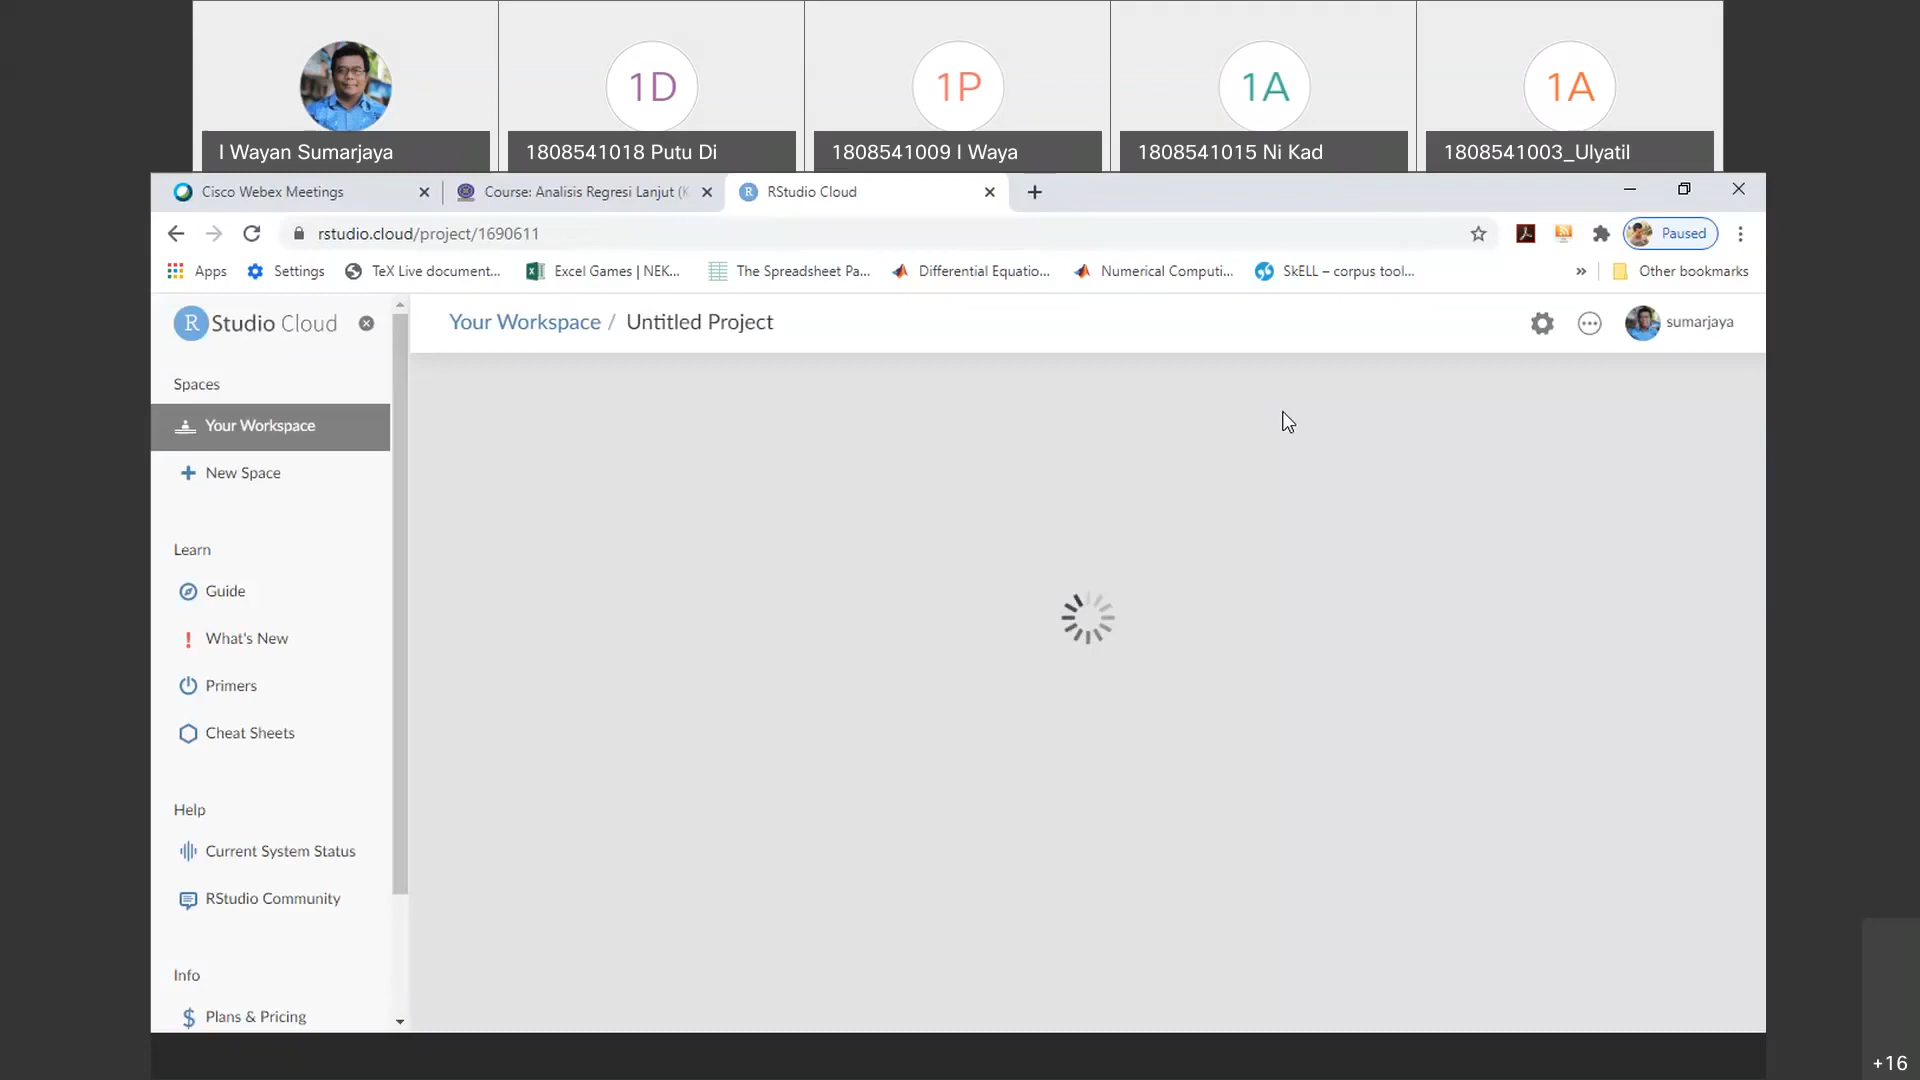 1D
1P
1A
1A
I Wayan Sumarjaya
1808541018 Putu Di
1808541009 I Waya
1808541015 Ni Kad
1808541003_Ulyatil
Cisco Webex Meetings
Course: Analisis Regresi Lanjut (K
RStudio Cloud
rstudio.cloud/project/1690611
Paused
Apps
Settings
TeX Live document...
Excel Games | NEK...
The Spreadsheet Pa...
Differential Equatio...
Numerical Computi...
SkELL – corpus tool...
Other bookmarks
R Studio Cloud
Your Workspace / Untitled Project
sumarjaya
Spaces
Your Workspace
New Space
Learn
Guide
What's New
Primers
Cheat Sheets
Help
Current System Status
RStudio Community
Info
Plans & Pricing
+16